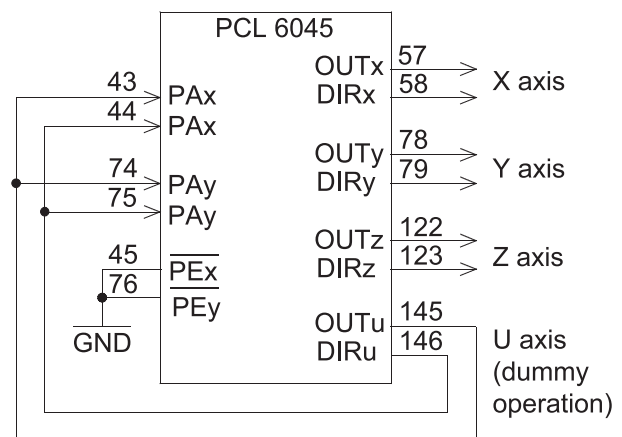 PCL 6045
43
PAx
44
PAx
74
PAy
75
PAy
45
PEx
76
PEy
GND
OUTx
57
DIRx
58
X axis
OUTy
78
DIRy
79
Y axis
OUTz
122
DIRz
123
Z axis
OUTu
145
DIRu
146
U axis
(dummy
operation)